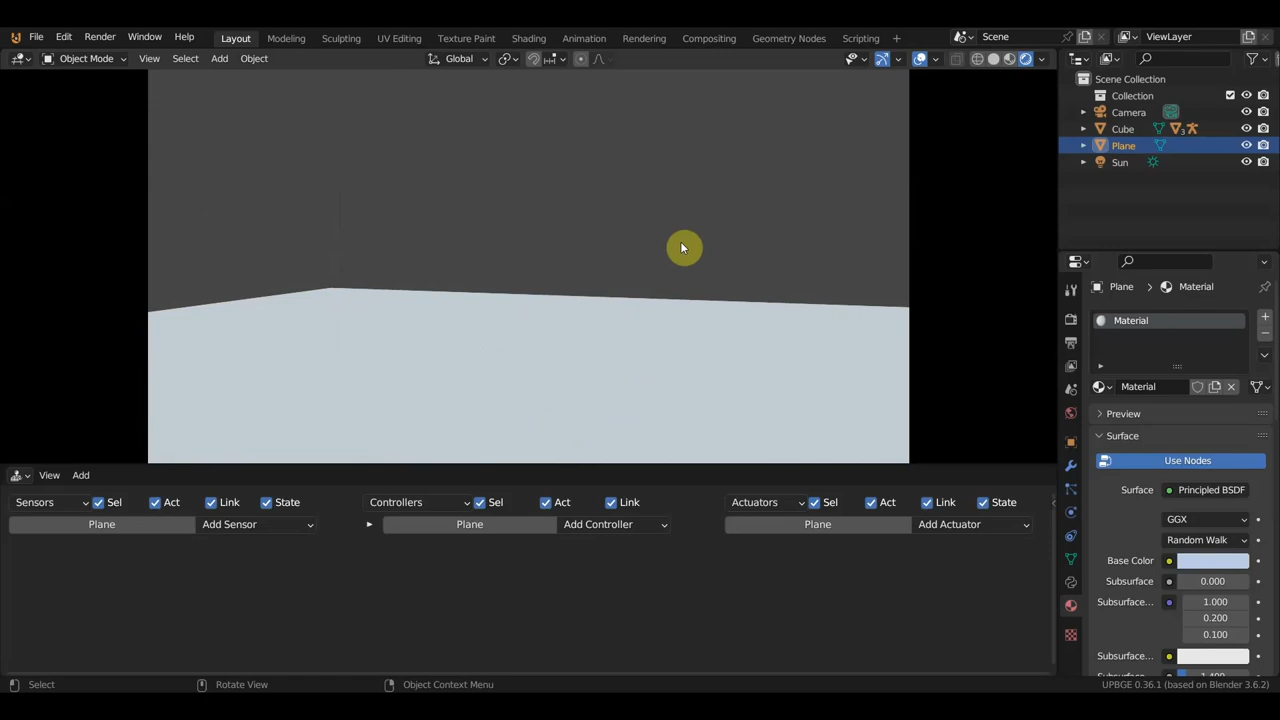 File Edit Render Window Help Layout Modeling Sculpting UV Editing Texture Paint Shading Animation Rendering Compositing Geometry Nodes Scripting + Scene ViewLayer
Object Mode View Select Add Object Global
Scene Collection
Collection
Camera
Cube 3
Plane
Sun
Plane > Material
Material
Material
Preview
Surface
Use Nodes
Surface Principled BSDF
GGX
Random Walk
Base Color
Subsurface 0.000
Subsurface... 1.000
0.200
0.100
Subsurface...
View Add
Sensors Sel Act Link State Controllers Sel Act Link Actuators Sel Act Link State
Plane Add Sensor Plane Add Controller Plane Add Actuator
Select Rotate View Object Context Menu UPBGE 0.36.1 (based on Blender 3.6.2)